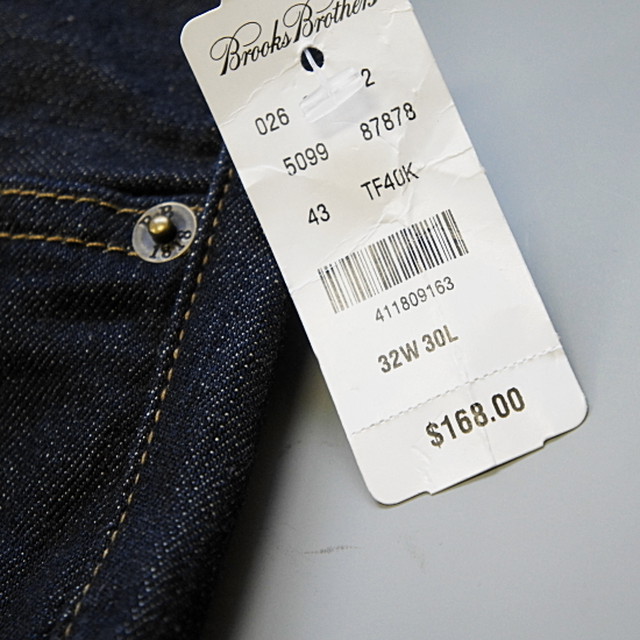 Brooks Brothers
026 2
5099 87878
43 TF40K
411809163
32W 30L
$168.00